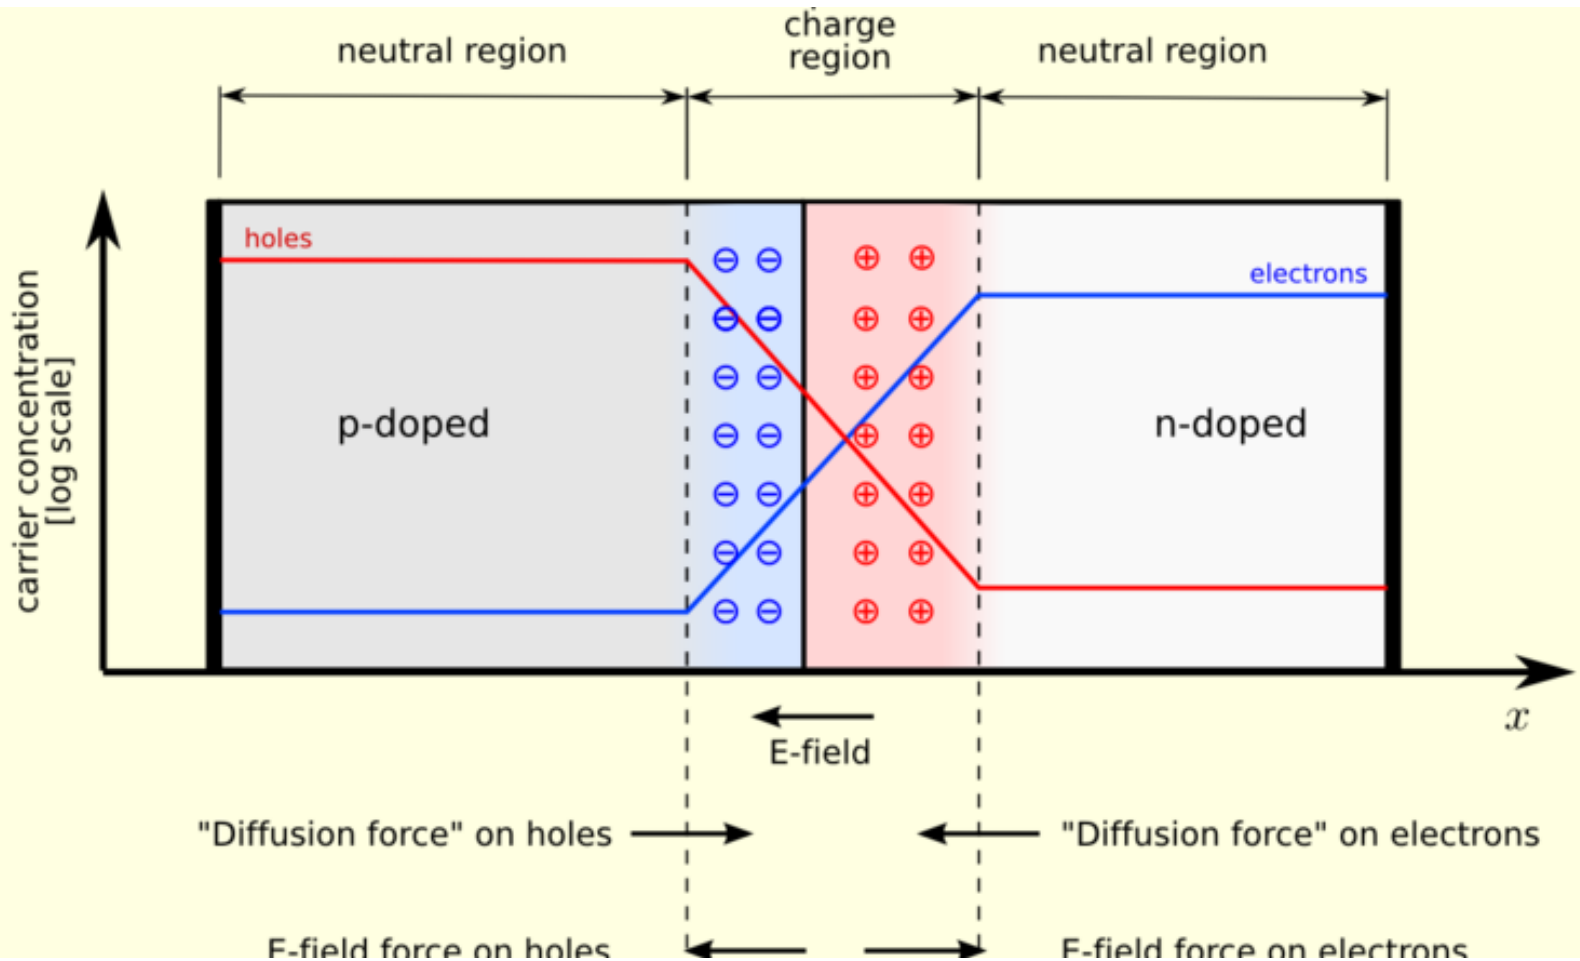 neutral region
charge
region
neutral region
holes
electrons
carrier concentration
[log scale]
p-doped
n-doped
x
E-field
"Diffusion force" on holes
"Diffusion force" on electrons
E-field force on holes
E-field force on electrons